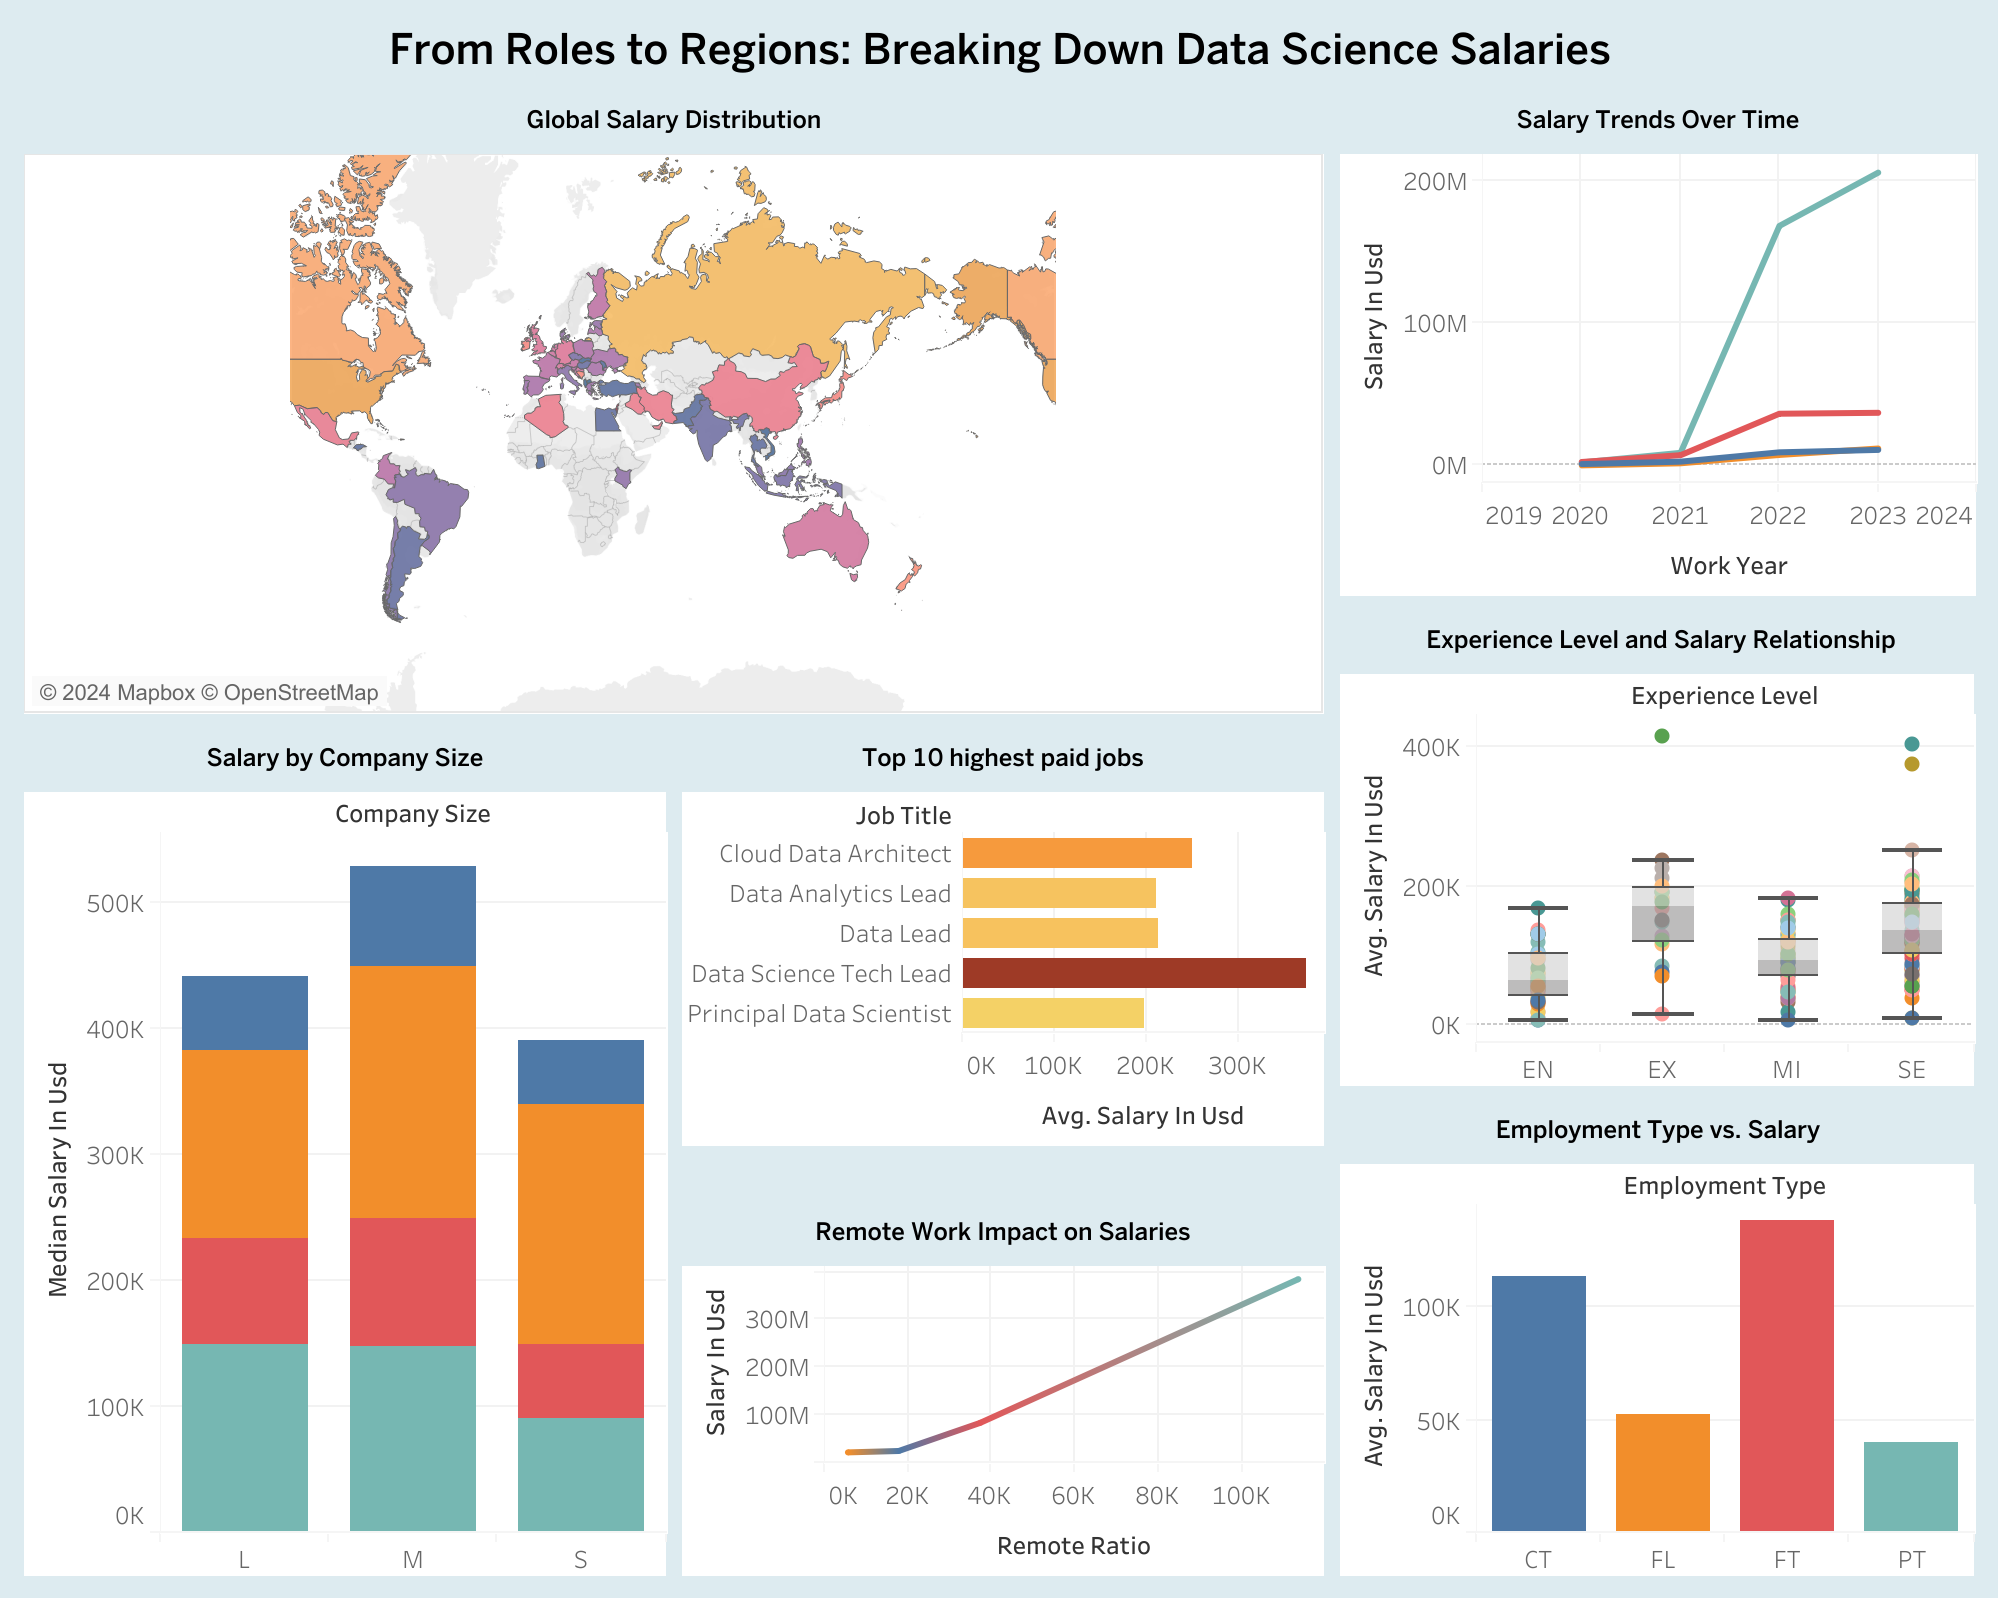 From Roles to Regions: Breaking Down Data Science Salaries
Global Salary Distribution
© 2024 Mapbox © OpenStreetMap
Salary Trends Over Time
Salary In Usd
200M
100M
0M
2019 2020 2021 2022 2023 2024
Work Year
Experience Level and Salary Relationship
Experience Level
Avg. Salary In Usd
400K
200K
0K
EN EX MI SE
Salary by Company Size
Company Size
Median Salary In Usd
500K
400K
300K
200K
100K
0K
L M S
Top 10 highest paid jobs
Job Title
Cloud Data Architect
Data Analytics Lead
Data Lead
Data Science Tech Lead
Principal Data Scientist
0K 100K 200K 300K
Avg. Salary In Usd
Remote Work Impact on Salaries
Salary In Usd
300M
200M
100M
0K 20K 40K 60K 80K 100K
Remote Ratio
Employment Type vs. Salary
Employment Type
Avg. Salary In Usd
100K
50K
0K
CT FL FT PT